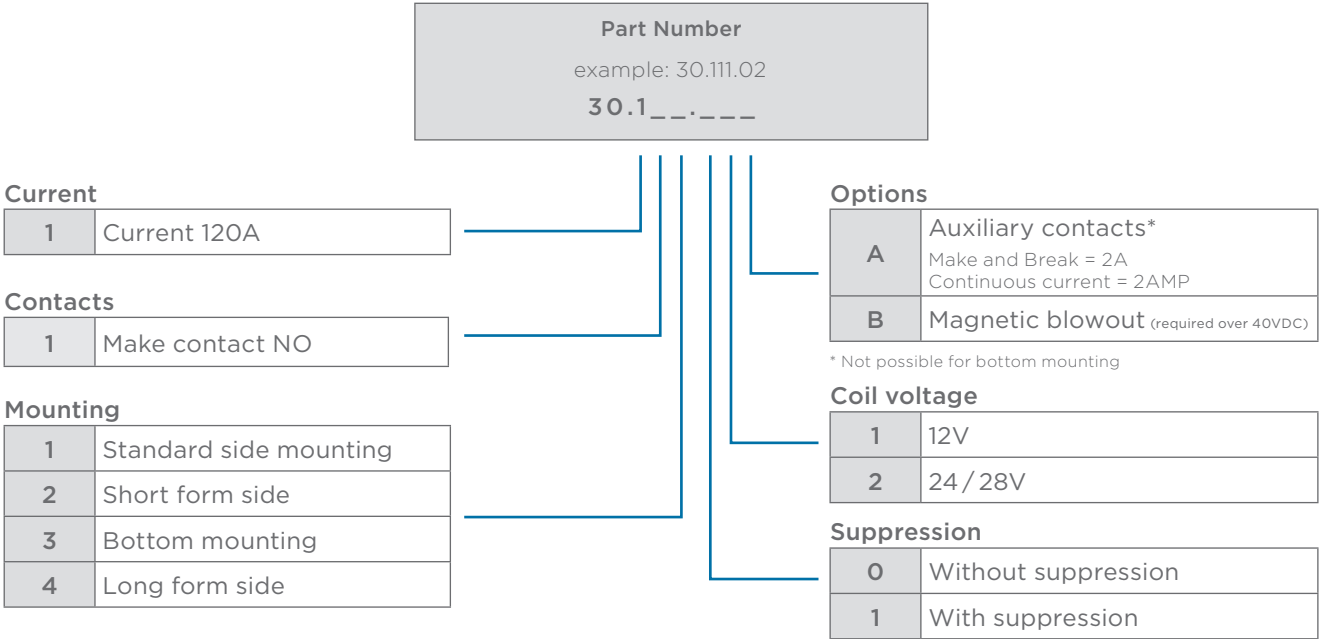 Part Number
example: 30.111.02
30.1__.___
Current
1 Current 120A
Contacts
1 Make contact NO
Mounting
1 Standard side mounting
2 Short form side
3 Bottom mounting
4 Long form side
Options
A Auxiliary contacts*
Make and Break = 2A
Continuous current = 2AMP
B Magnetic blowout (required over 40VDC)
* Not possible for bottom mounting
Coil voltage
1 12V
2 24/28V
Suppression
0 Without suppression
1 With suppression